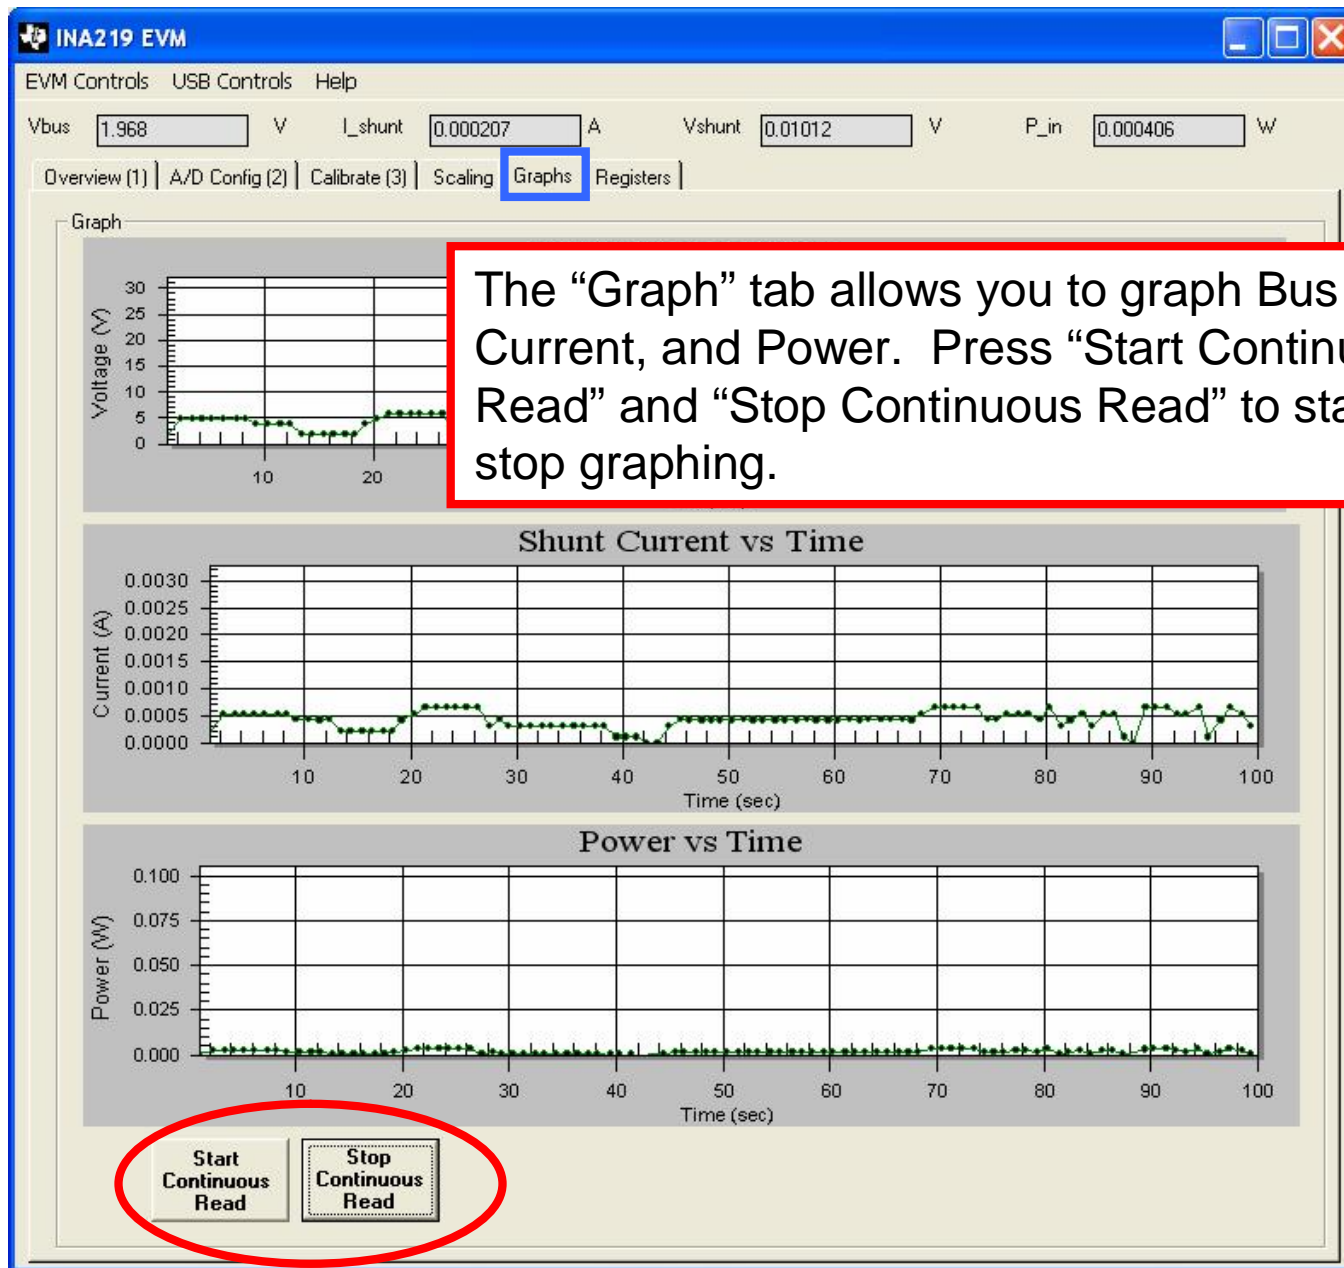 INA219 EVM
EVM Controls USB Controls Help
Vbus 1.968 V I_shunt 0.000207 A Vshunt 0.01012 V P_in 0.000406 W
Overview (1) A/D Config (2) Calibrate (3) Scaling Graphs Registers
Graph
The “Graph” tab allows you to graph Bus
Current, and Power. Press “Start
Read” and “Stop Continuous Read” to
stop graphing.
Voltage (V)
30
25
20
15
10
5
0
10 20
Shunt Current vs Time
Current (A)
0.0030
0.0025
0.0020
0.0015
0.0010
0.0005
0.0000
10 20 30 40 50 60 70 80 90 100
Time (sec)
Power vs Time
Power (W)
0.100
0.075
0.050
0.025
0.000
10 20 30 40 50 60 70 80 90 100
Time (sec)
Start
Continuous
Read
Stop
Continuous
Read